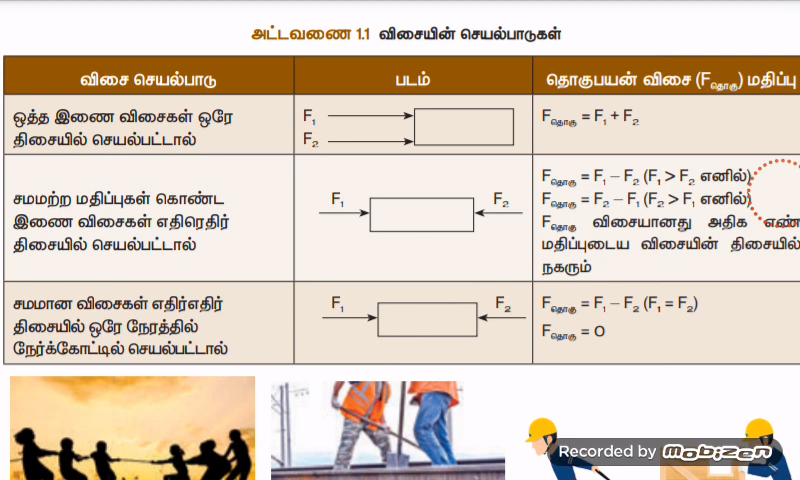 அட்டவணை 1.1 விசையின் செயல்பாடுகள்
விசை செயல்பாடு
படம்
தொகுபயன் விசை (Fதொகு) மதிப்பு
ஒத்த இணை விசைகள் ஒரே
திசையில் செயல்பட்டால்
F₁
F₂
Fதொகு = F₁ + F₂
சமமற்ற மதிப்புகள் கொண்ட
இணை விசைகள் எதிரெதிர்
திசையில் செயல்பட்டால்
F₁
F₂
Fதொகு = F₁ – F₂ (F₁ > F₂ எனில்)
Fதொகு = F₂ – F₁ (F₂ > F₁ எனில்)
Fதொகு விசையானது அதிக எண்
மதிப்புடைய விசையின் திசையில்
நகரும்
சமமான விசைகள் எதிர்எதிர்
திசையில் ஒரே நேரத்தில்
நேர்க்கோட்டில் செயல்பட்டால்
F₁
F₂
Fதொகு = F₁ – F₂ (F₁ = F₂)
Fதொகு = 0
Recorded by Mobizen